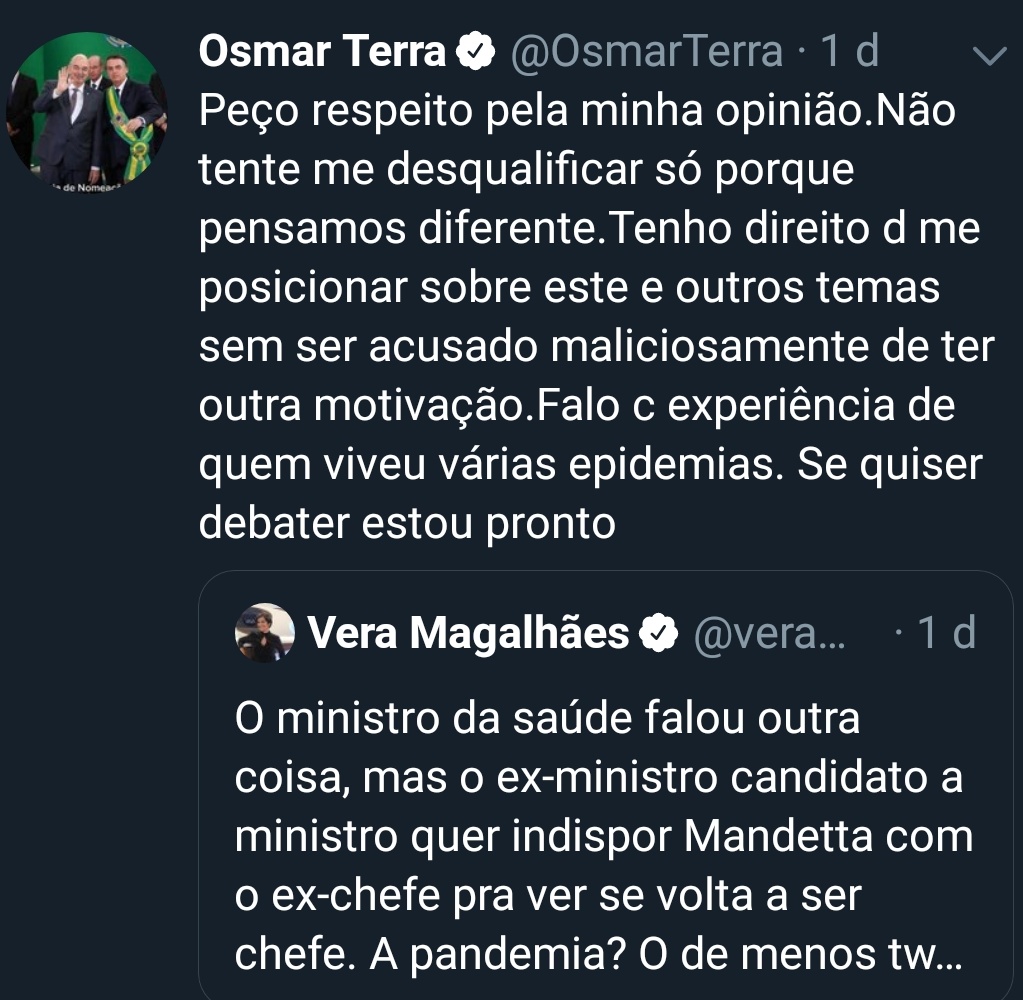 Osmar Terra @OsmarTerra · 1 d
Peço respeito pela minha opinião.Não
tente me desqualificar só porque
pensamos diferente.Tenho direito d me
posicionar sobre este e outros temas
sem ser acusado maliciosamente de ter
outra motivação.Falo c experiência de
quem viveu várias epidemias. Se quiser
debater estou pronto
de Nomeaç
Vera Magalhães @vera... · 1 d
O ministro da saúde falou outra
coisa, mas o ex-ministro candidato a
ministro quer indispor Mandetta com
o ex-chefe pra ver se volta a ser
chefe. A pandemia? O de menos tw...